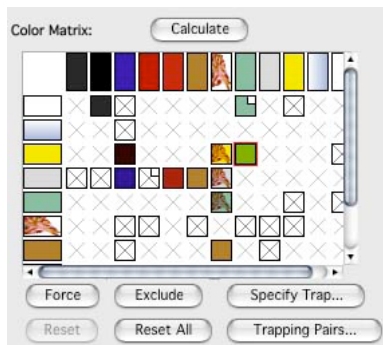 Color Matrix: Calculate
Force Exclude Specify Trap...
Reset Reset All Trapping Pairs...